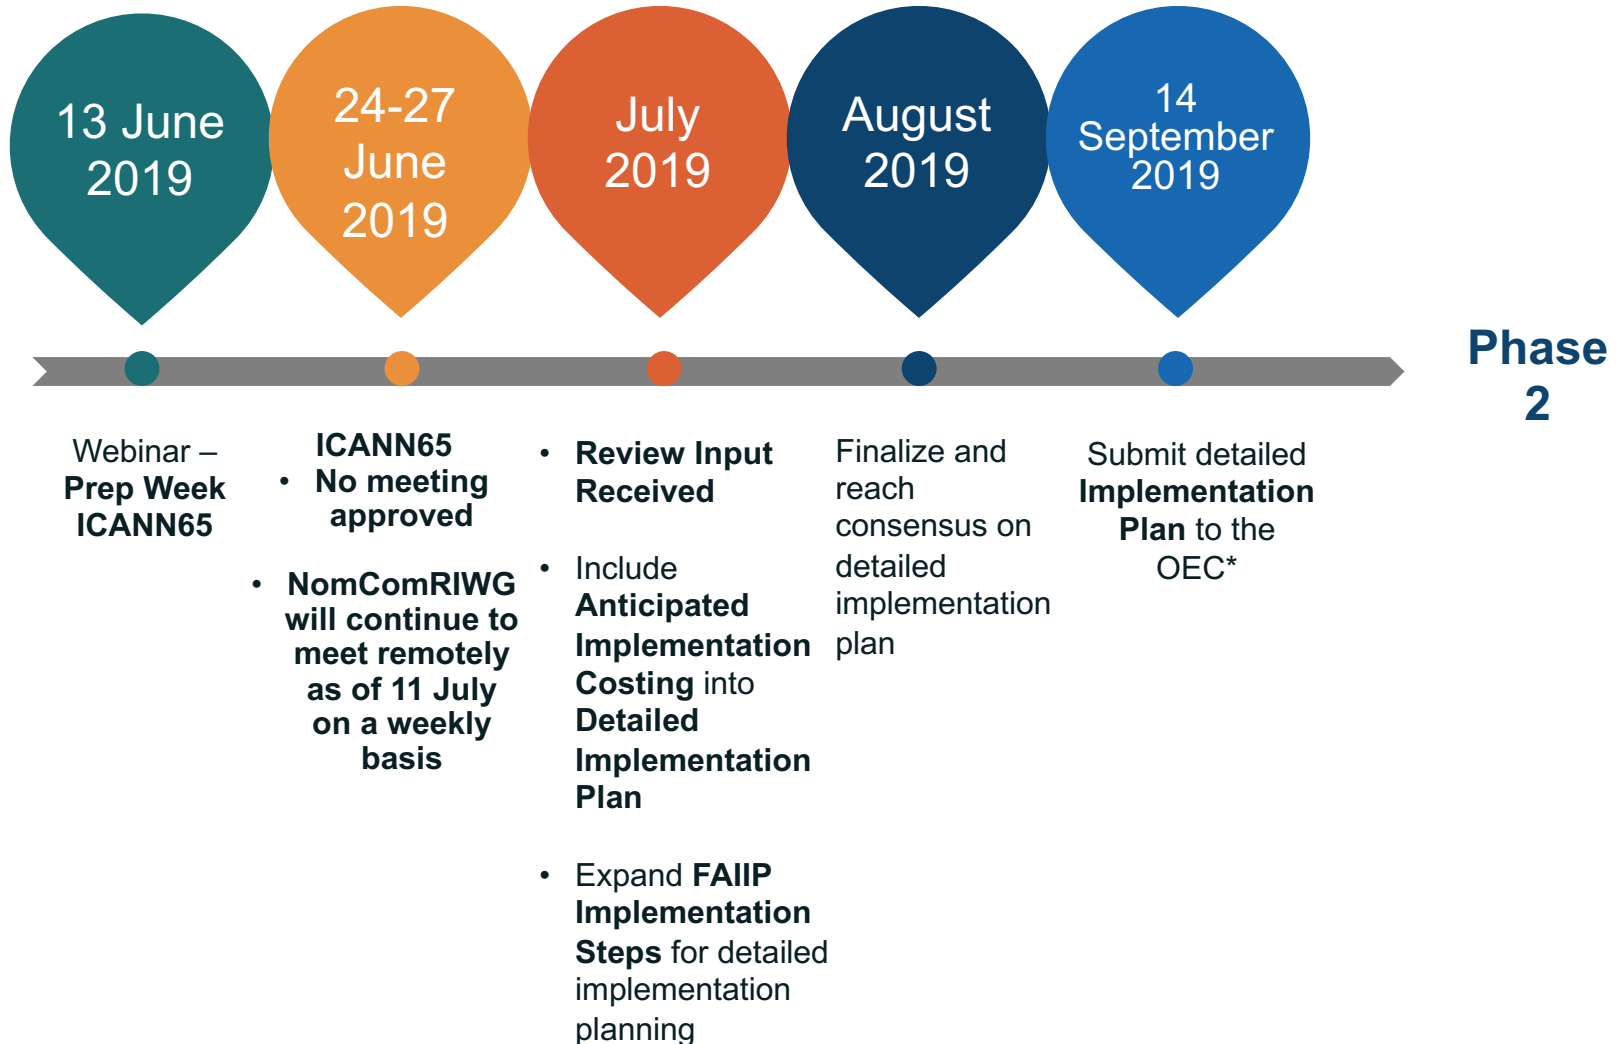 13 June
2019
24-27
June
2019
July
2019
August
2019
14
September
2019
Phase
2
Webinar –
Prep Week
ICANN65
ICANN65
• No meeting
approved
• NomComRIWG
will continue to
meet remotely
as of 11 July
on a weekly
basis
• Review Input
Received
• Include
Anticipated
Implementation
Costing into
Detailed
Implementation
Plan
• Expand FAIIP
Implementation
Steps for detailed
implementation
planning
Finalize and
reach
consensus on
detailed
implementation
plan
Submit detailed
Implementation
Plan to the
OEC*